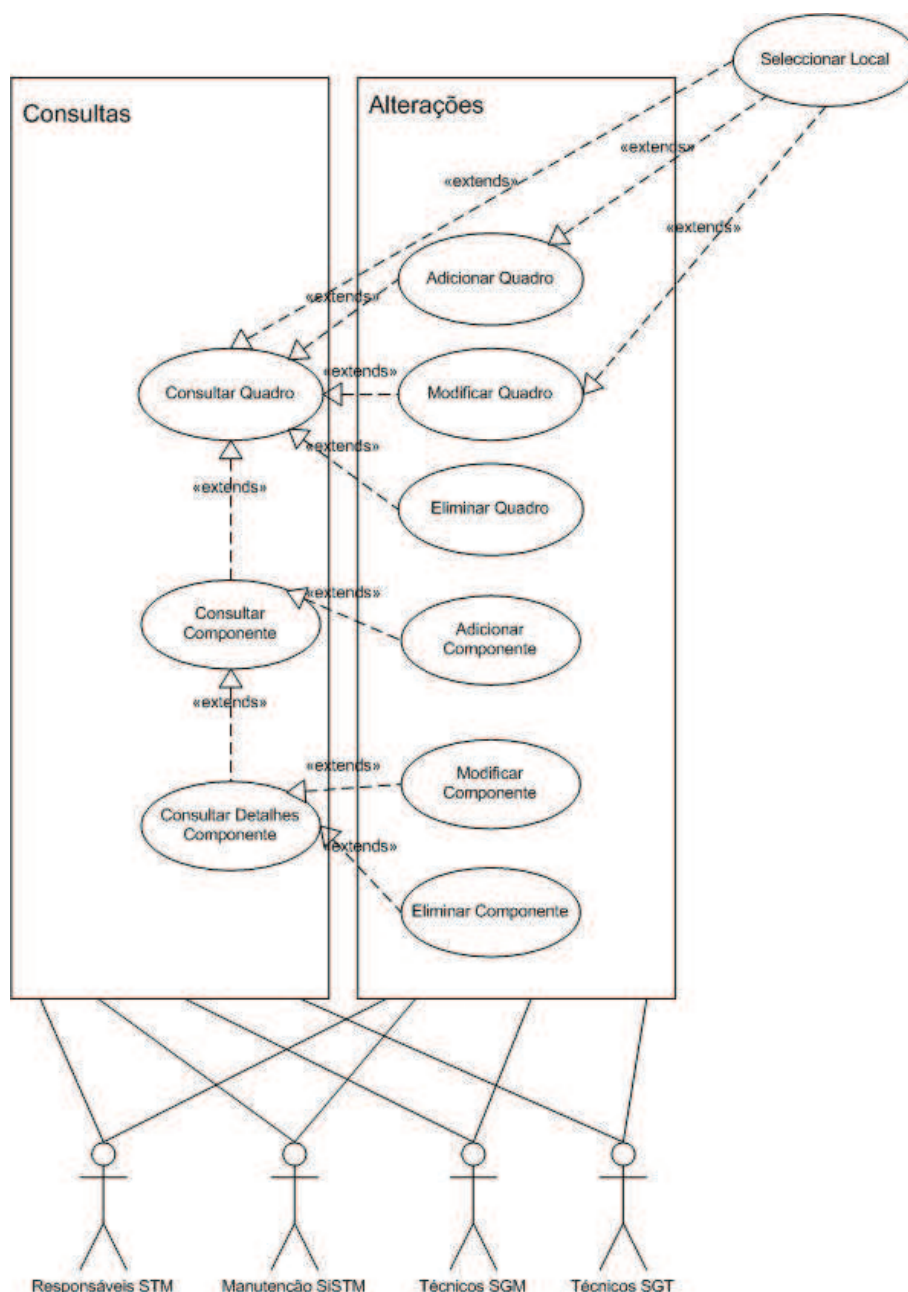 Seleccionar Local
Consultas
Alterações
«extends»
«extends»
«extends»
Adicionar Quadro
«extends»
«extends»
Consultar Quadro
Modificar Quadro
«extends»
«extends»
Eliminar Quadro
«extends»
Consultar
Componente
Adicionar
Componente
«extends»
«extends»
Modificar
Componente
Consultar Detalhes
Componente
«extends»
Eliminar Componente
Responsáveis STM
Manutenção SiSTM
Técnicos SGM
Técnicos SGT